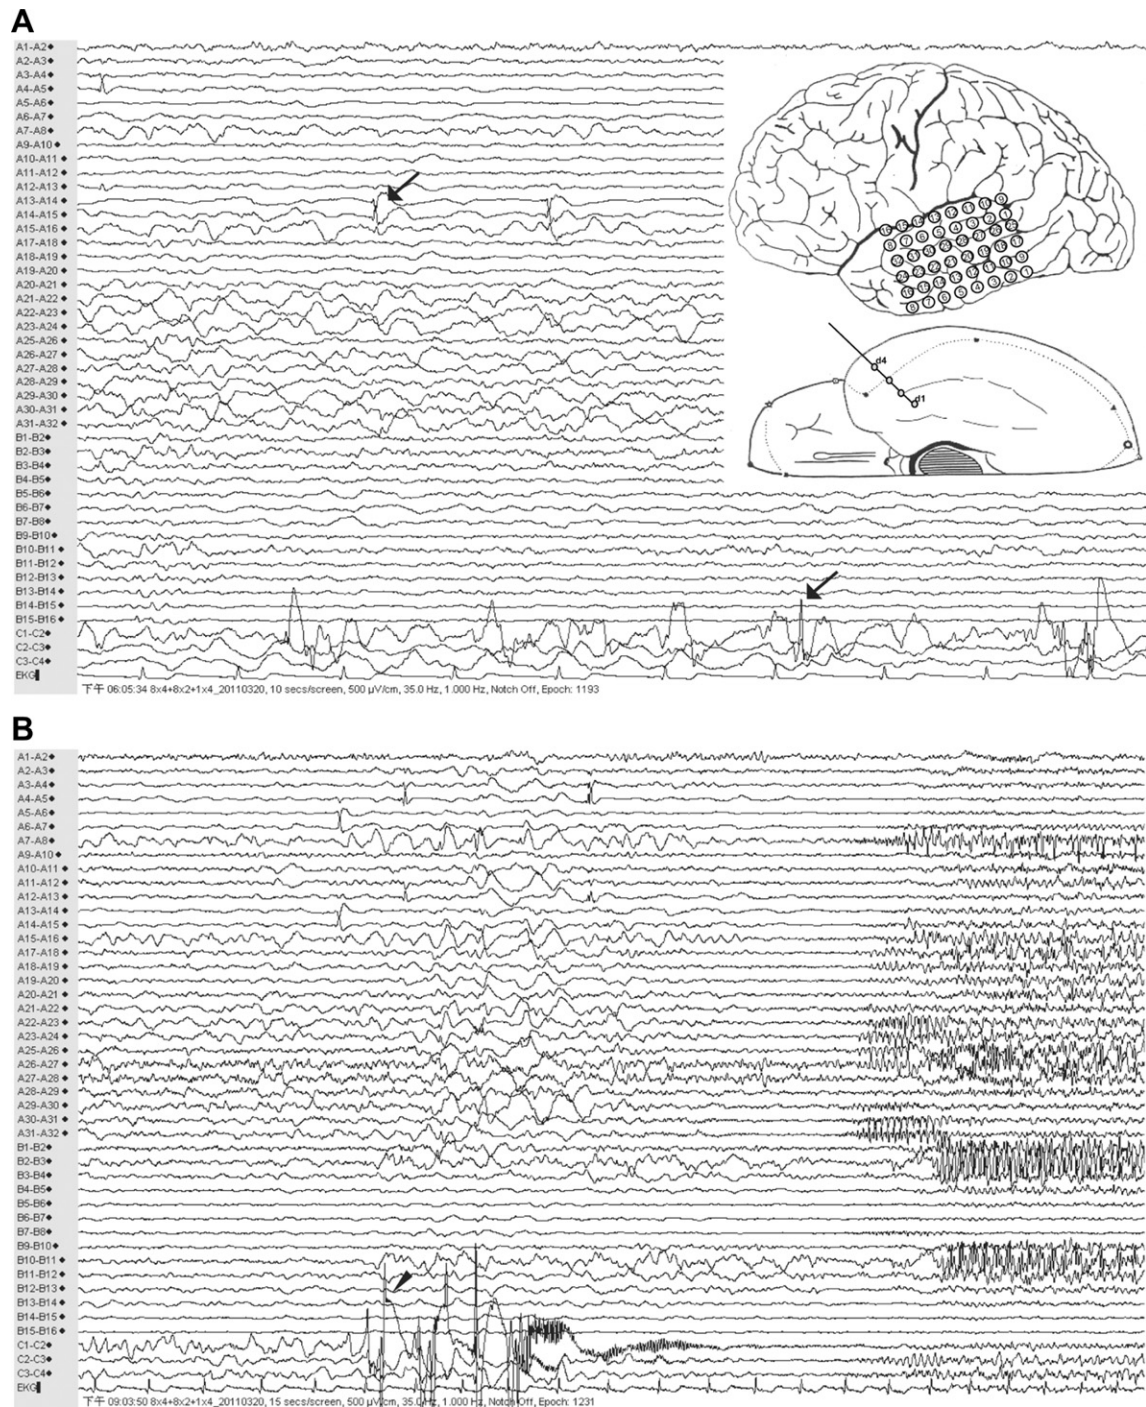 A
A1-A2
A2-A3
A3-A4
A4-A5
A5-A6
A6-A7
A7-A8
A9-A10
A10-A11
A11-A12
A12-A13
A13-A14
A14-A15
A15-A16
A17-A18
A18-A19
A19-A20
A20-A21
A21-A22
A22-A23
A23-A24
A25-A26
A26-A27
A27-A28
A28-A29
A29-A30
A30-A31
A31-A32
B1-B2
B2-B3
B3-B4
B4-B5
B5-B6
B6-B7
B7-B8
B9-B10
B10-B11
B11-B12
B12-B13
B13-B14
B14-B15
B15-B16
C1-C2
C2-C3
C3-C4
EKG
d4
d1
下午 06:05:34 8x4+8x2+1x4_20110320, 10 secs/screen, 500 µV/cm, 35.0 Hz, 1.000 Hz, Notch Off, Epoch: 1193
B
A1-A2
A2-A3
A3-A4
A4-A5
A5-A6
A6-A7
A7-A8
A9-A10
A10-A11
A11-A12
A12-A13
A13-A14
A14-A15
A15-A16
A17-A18
A18-A19
A19-A20
A20-A21
A21-A22
A22-A23
A23-A24
A25-A26
A26-A27
A27-A28
A28-A29
A29-A30
A30-A31
A31-A32
B1-B2
B2-B3
B3-B4
B4-B5
B5-B6
B6-B7
B7-B8
B9-B10
B10-B11
B11-B12
B12-B13
B13-B14
B14-B15
B15-B16
C1-C2
C2-C3
C3-C4
EKG
下午 09:03:50 8x4+8x2+1x4_20110320, 15 secs/screen, 500 µV/cm, 35.0 Hz, 1.000 Hz, Notch Off, Epoch: 1231